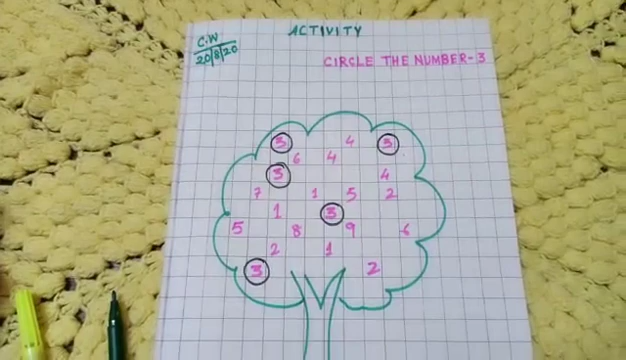 ACTIVITY
C.W
20/8/20
CIRCLE THE NUMBER-3
3 4 3
6 4
3 4
7 1 5 2
1 3
5 8 9 6
2 1
3 2